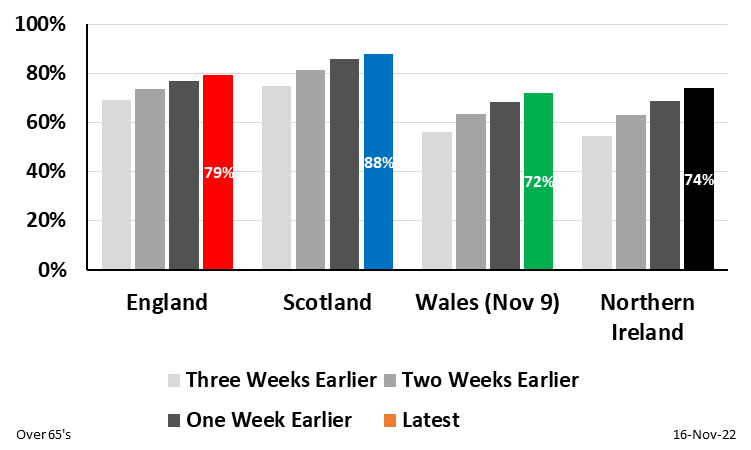 100%
80%
60%
40%
20%
0%
79%
88%
72%
74%
England
Scotland
Wales (Nov 9)
Northern
Ireland
Three Weeks Earlier
Two Weeks Earlier
One Week Earlier
Latest
Over 65's
16-Nov-22